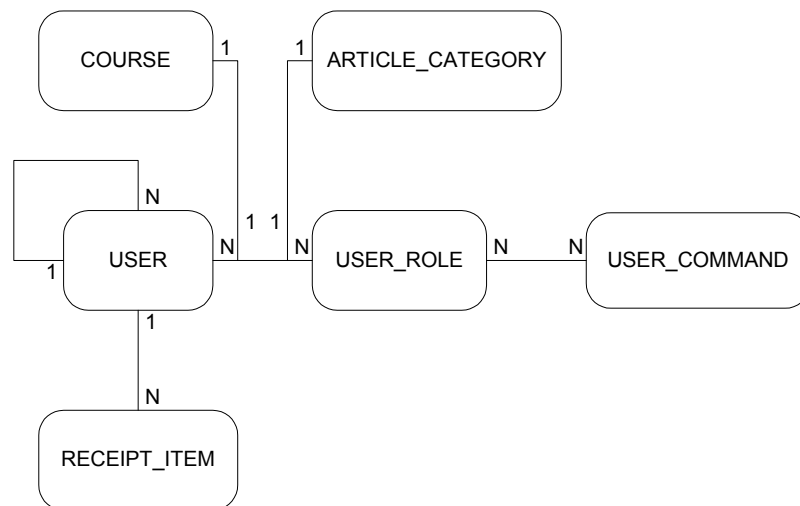 1 1
COURSE ARTICLE_CATEGORY
N
1 1
USER N N USER_ROLE N N USER_COMMAND
1
1
N
RECEIPT_ITEM